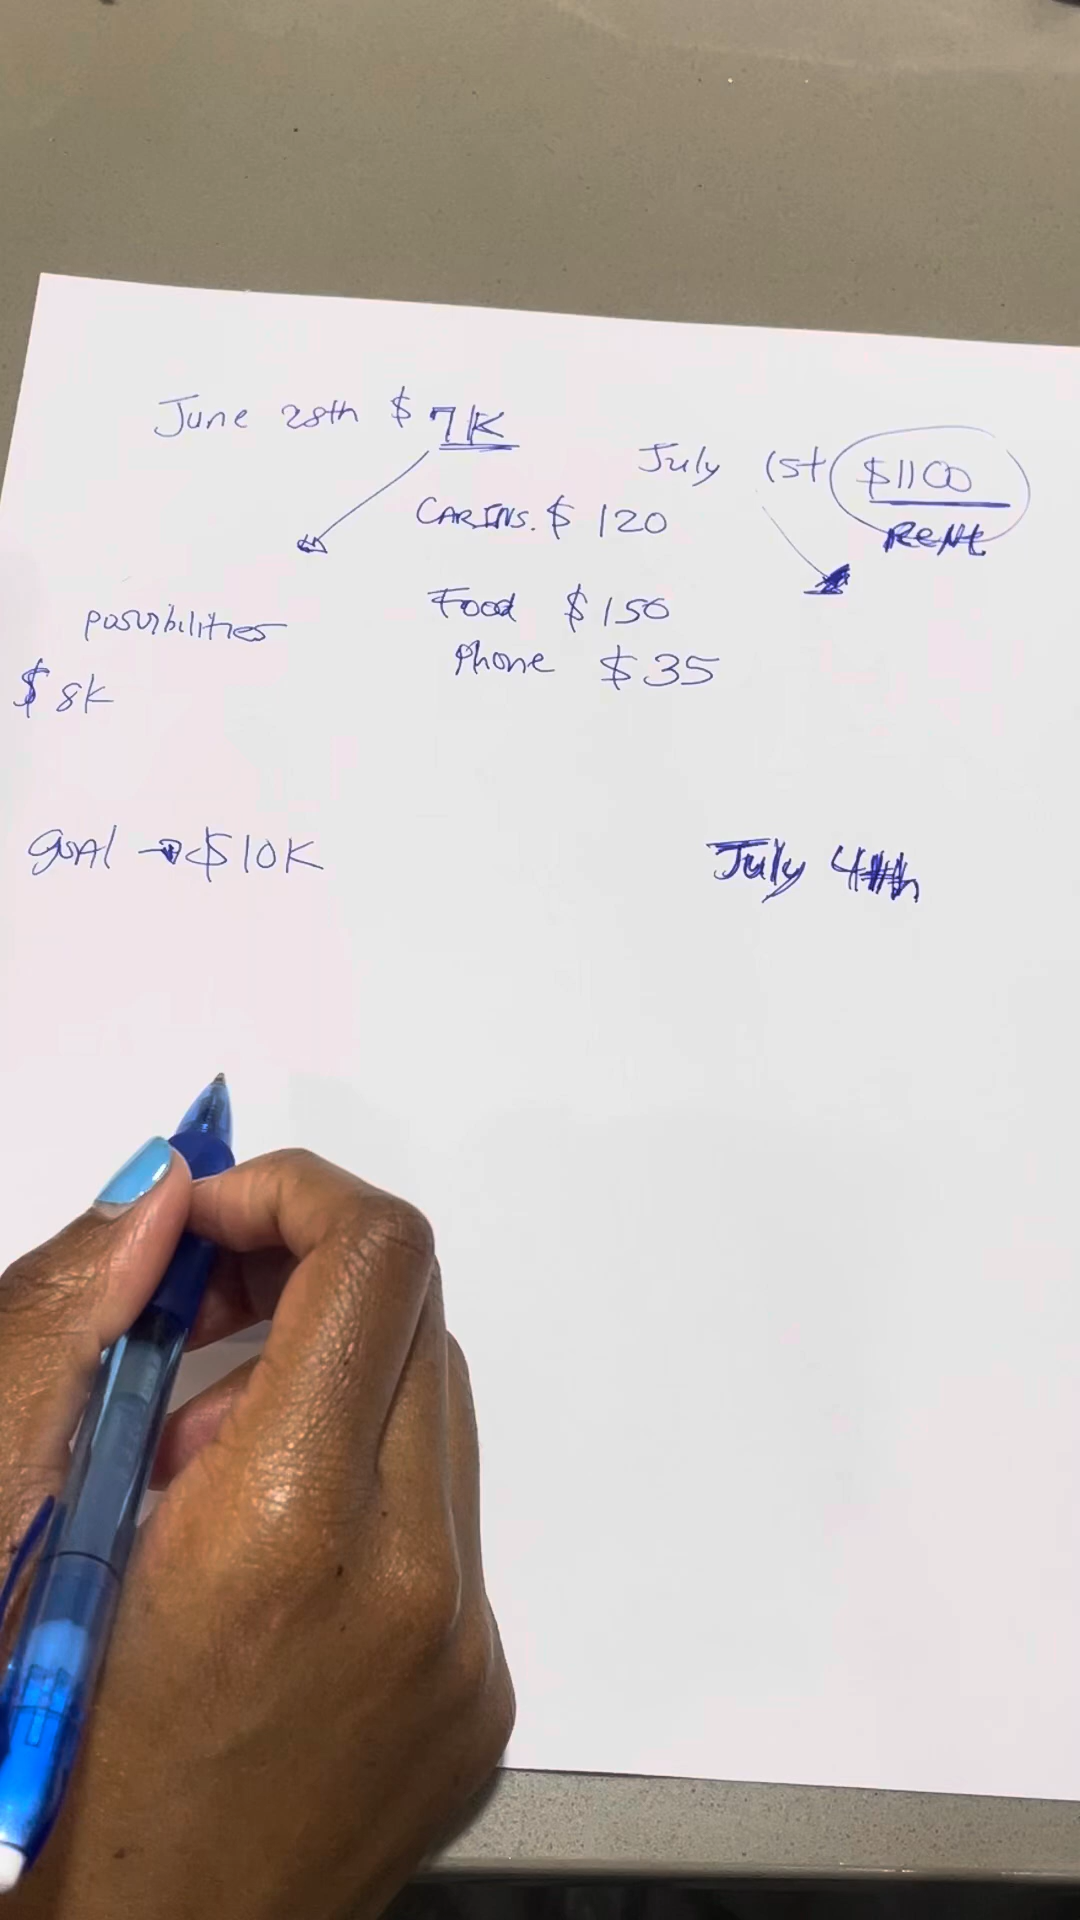 June 28th $7K
July 1st $1100
RENt
CAR INS. $120
Food $150
Phone $35
possibilities
$8k
GOAl → $10K
July 4th